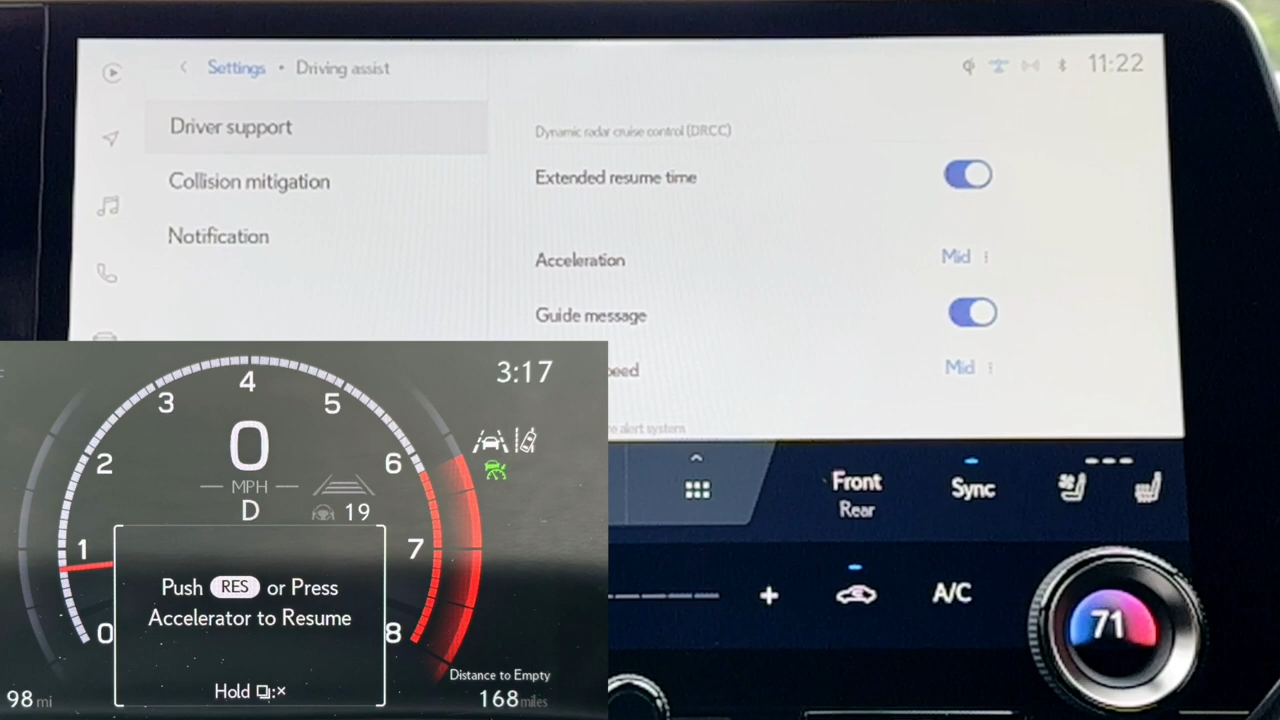 Settings • Driving assist
11:22
Driver support
Collision mitigation
Notification
Dynamic radar cruise control (DRCC)
Extended resume time
Acceleration
Mid
Guide message
Mid
alert system
Front
Rear
Sync
A/C
71
3:17
0
MPH
D
19
0
1
2
3
4
5
6
7
8
Push RES or Press
Accelerator to Resume
Hold
Distance to Empty
98 mi
168 miles